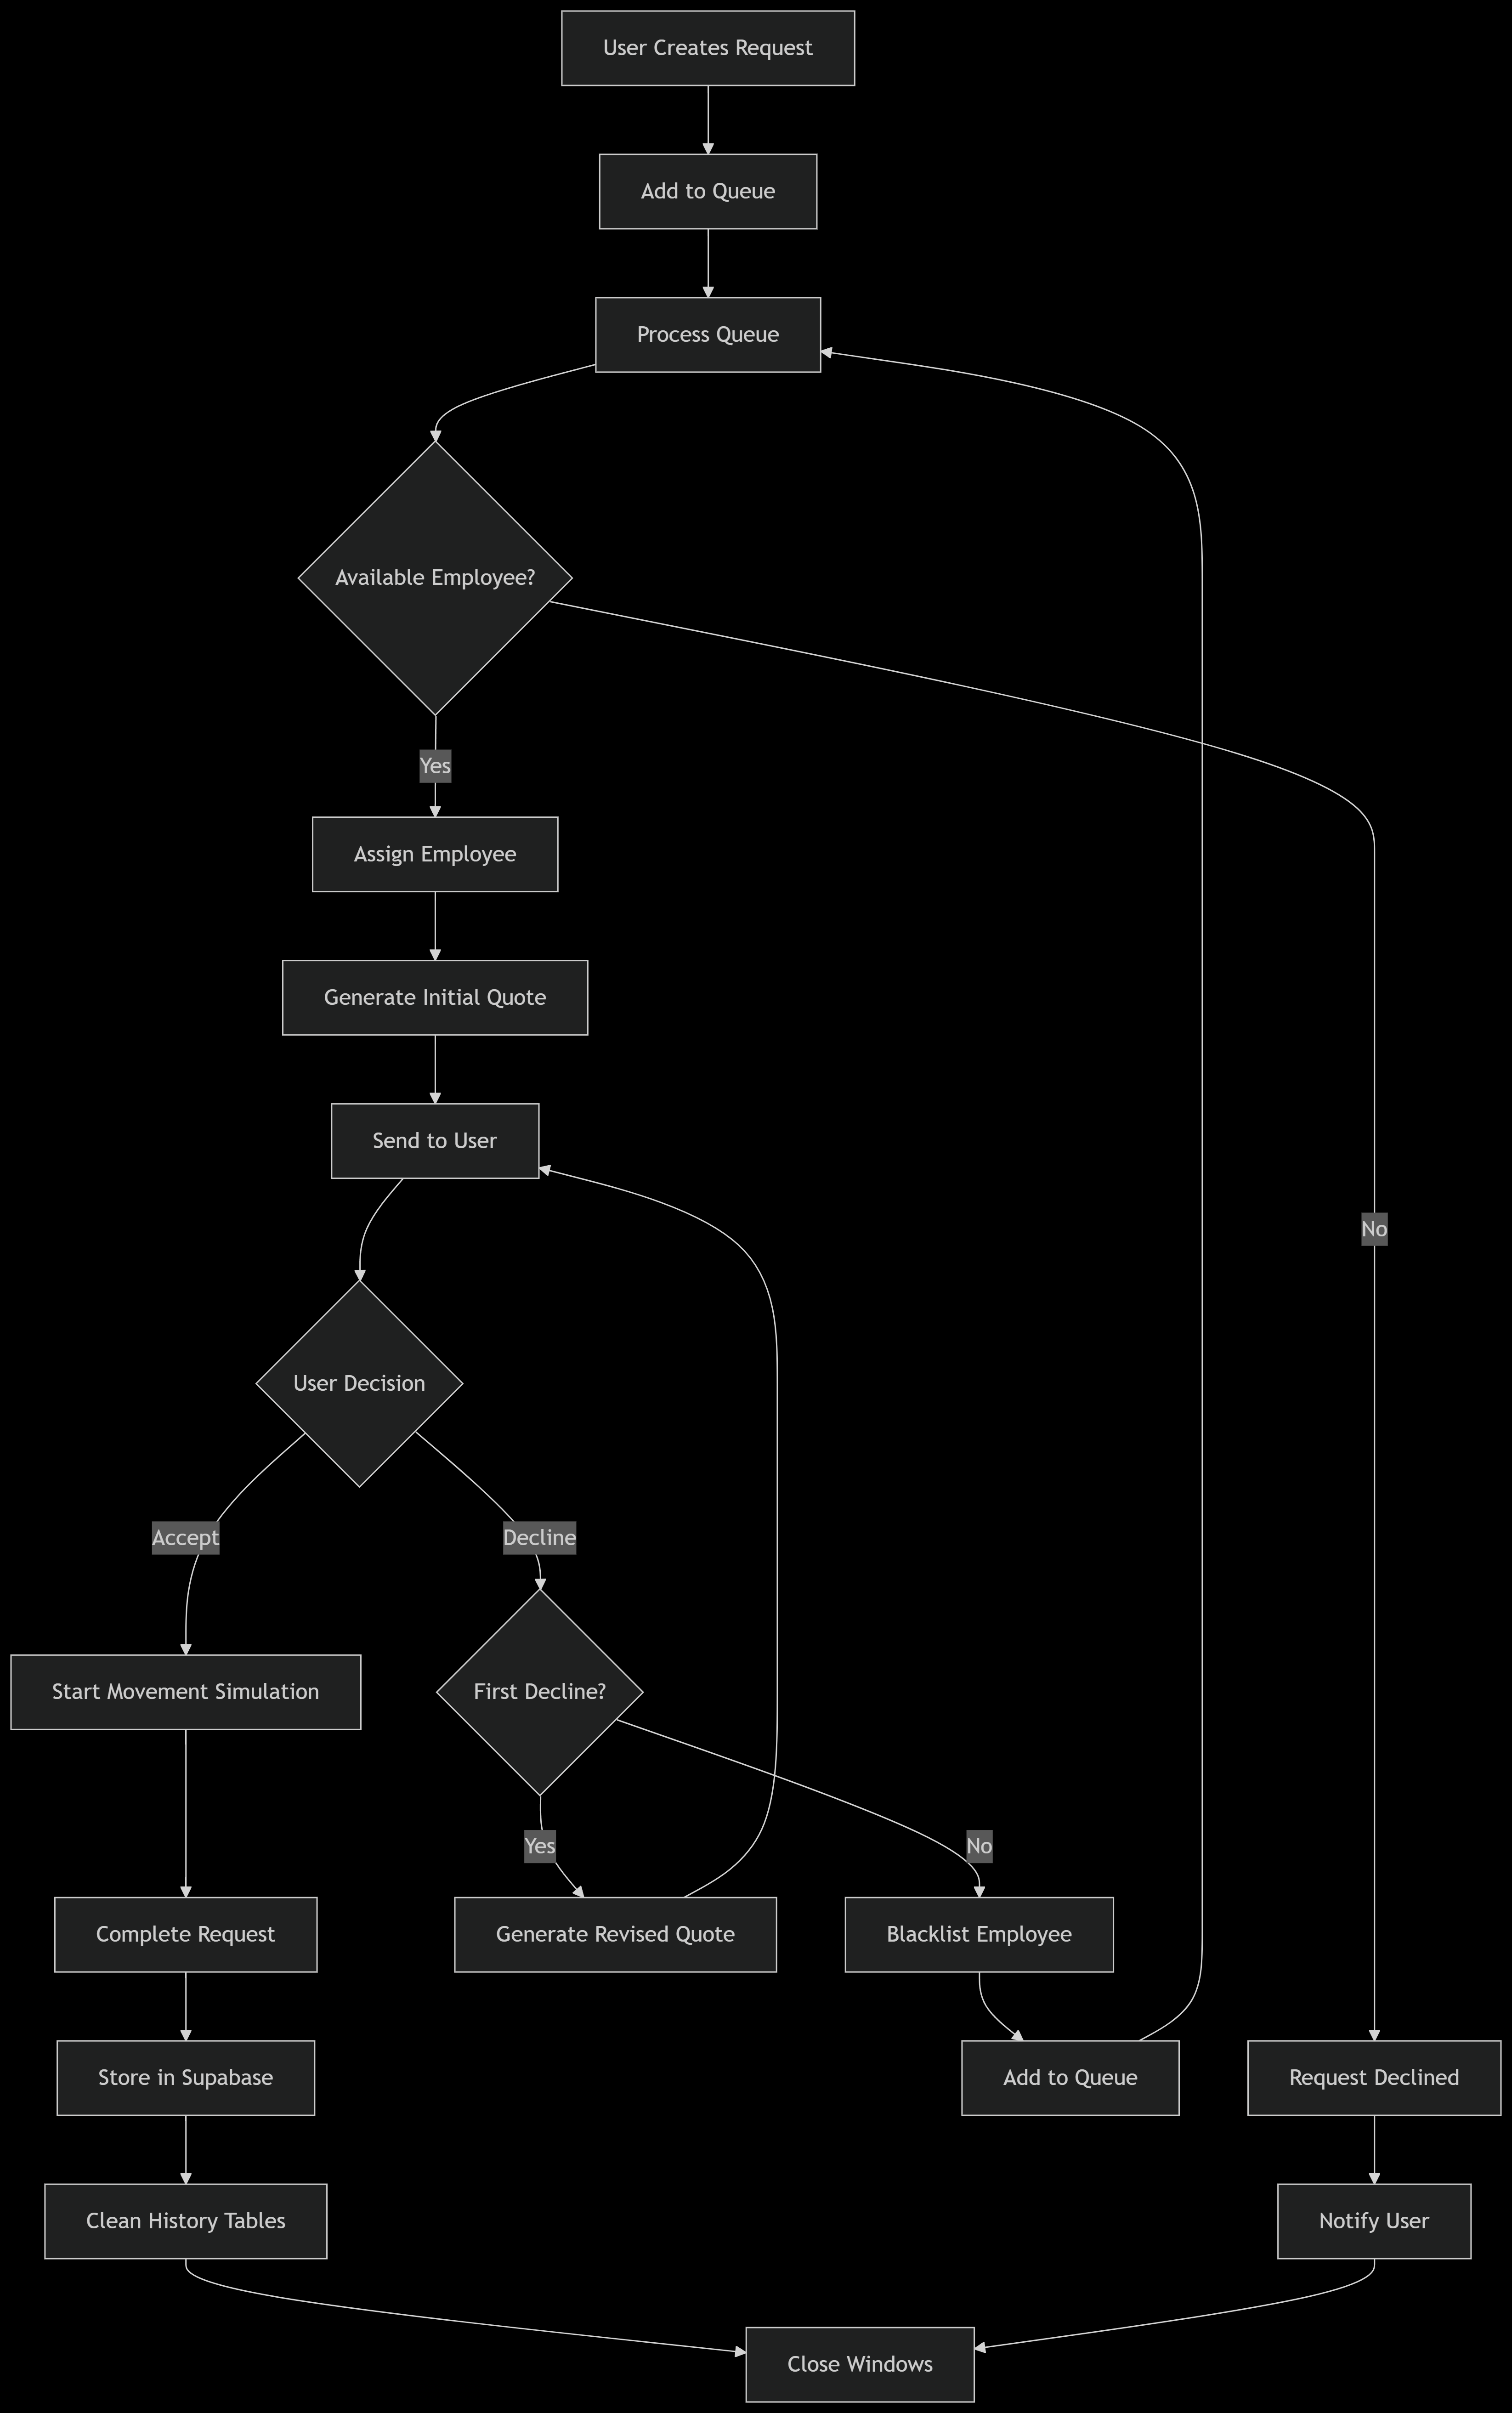 User Creates Request
Add to Queue
Process Queue
Available Employee?
Yes
Assign Employee
Generate Initial Quote
Send to User
No
User Decision
Accept
Decline
Start Movement Simulation
First Decline?
Yes
No
Complete Request
Generate Revised Quote
Blacklist Employee
Store in Supabase
Add to Queue
Request Declined
Clean History Tables
Notify User
Close Windows